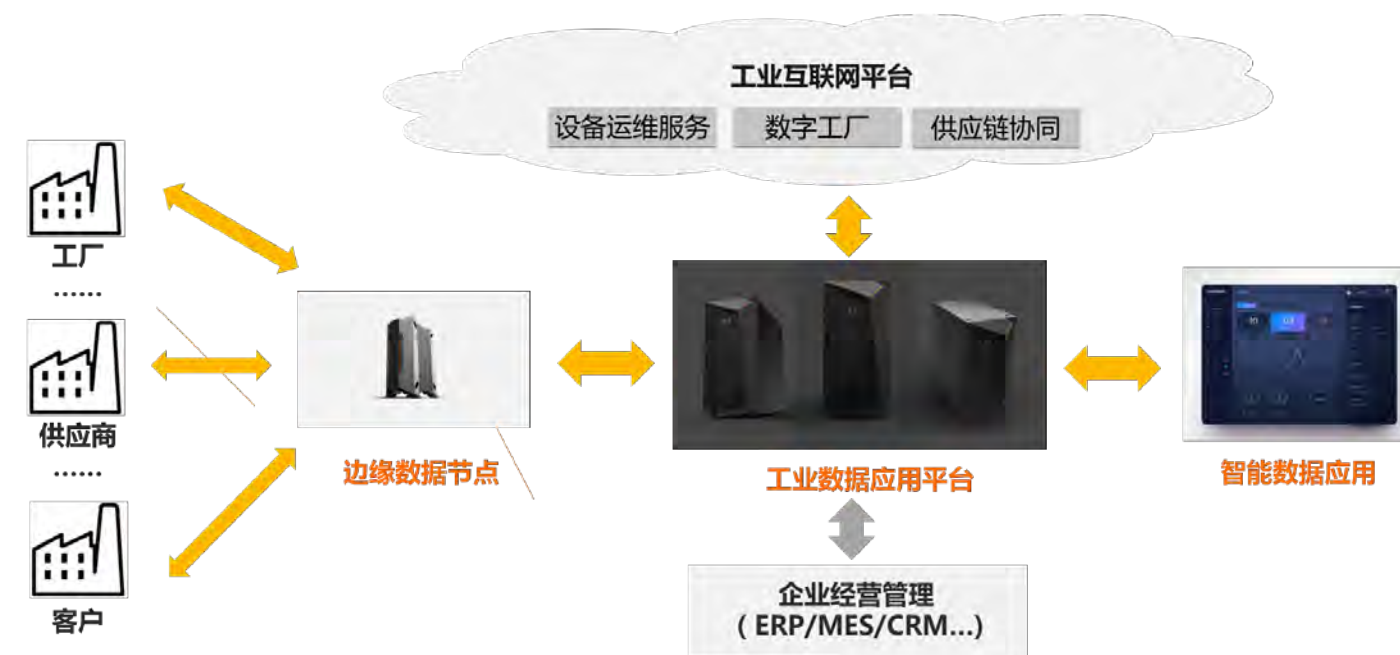 工业互联网平台
设备运维服务
数字工厂
供应链协同
工厂
......
供应商
......
客户
边缘数据节点
工业数据应用平台
智能数据应用
企业经营管理
( ERP/MES/CRM...)